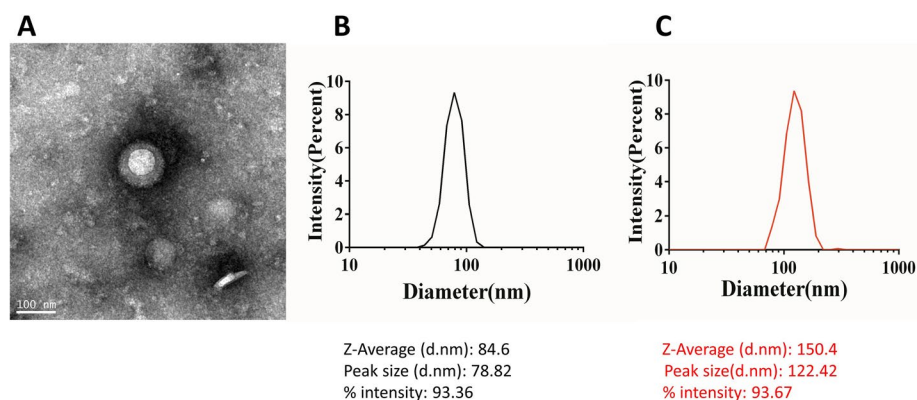 A
B
C
100 nm
Intensity(Percent)
10
8
6
4
2
0
10
100
1000
Diameter(nm)
Intensity(Percent)
10
8
6
4
2
0
10
100
1000
Diameter(nm)
Z-Average (d.nm): 84.6
Peak size (d.nm): 78.82
% intensity: 93.36
Z-Average (d.nm): 150.4
Peak size(d.nm): 122.42
% intensity: 93.67